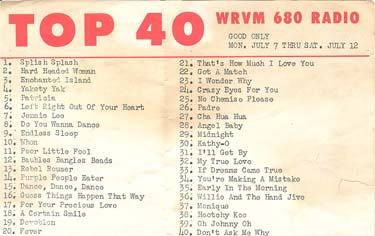 TOP 40 WRVM 680 RADIO
GOOD ONLY
MON. JULY 7 THRU SAT. JULY 12
1. Splish Splash
2. Hard Headed Woman
3. Enchanted Island
4. Yakety Yak
5. Patricia
6. Left Right Out Of Your Heart
7. Jennie Lee
8. Do You Wanna Dance
9. Endless Sleep
10. When
11. Poor Little Fool
12. Baubles Bangles Beads
13. Rebel Rouser
14. Purple People Eater
15. Dance, Dance, Dance
16. Guess Things Happen That Way
17. For Your Precious Love
18. A Certain Smile
19. Devotion
20. Fever
21. That's How Much I Love You
22. Got A Match
23. I Wonder Why
24. Crazy Eyes For You
25. No Chemise Please
26. Padre
27. Cha Hua Hua
28. Angel Baby
29. Midnight
30. Kathy-O
31. I'll Get By
32. My True Love
33. If Dreams Came True
34. You're Making A Mistake
35. Early In The Morning
36. Willie And The Hand Jive
37. Monique
38. Hootchy Koo
39. Oh Johnny Oh
40. Don't Ask Me Why